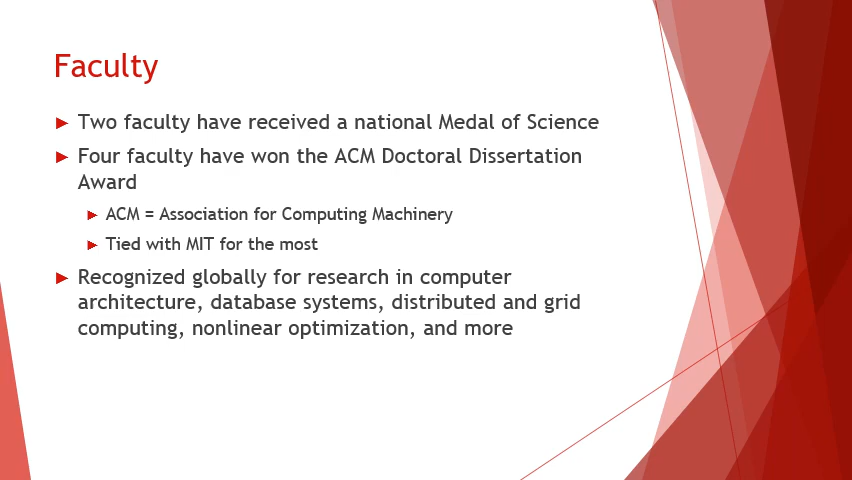 Faculty
Two faculty have received a national Medal of Science
Four faculty have won the ACM Doctoral Dissertation
Award
ACM = Association for Computing Machinery
Tied with MIT for the most
Recognized globally for research in computer
architecture, database systems, distributed and grid
computing, nonlinear optimization, and more